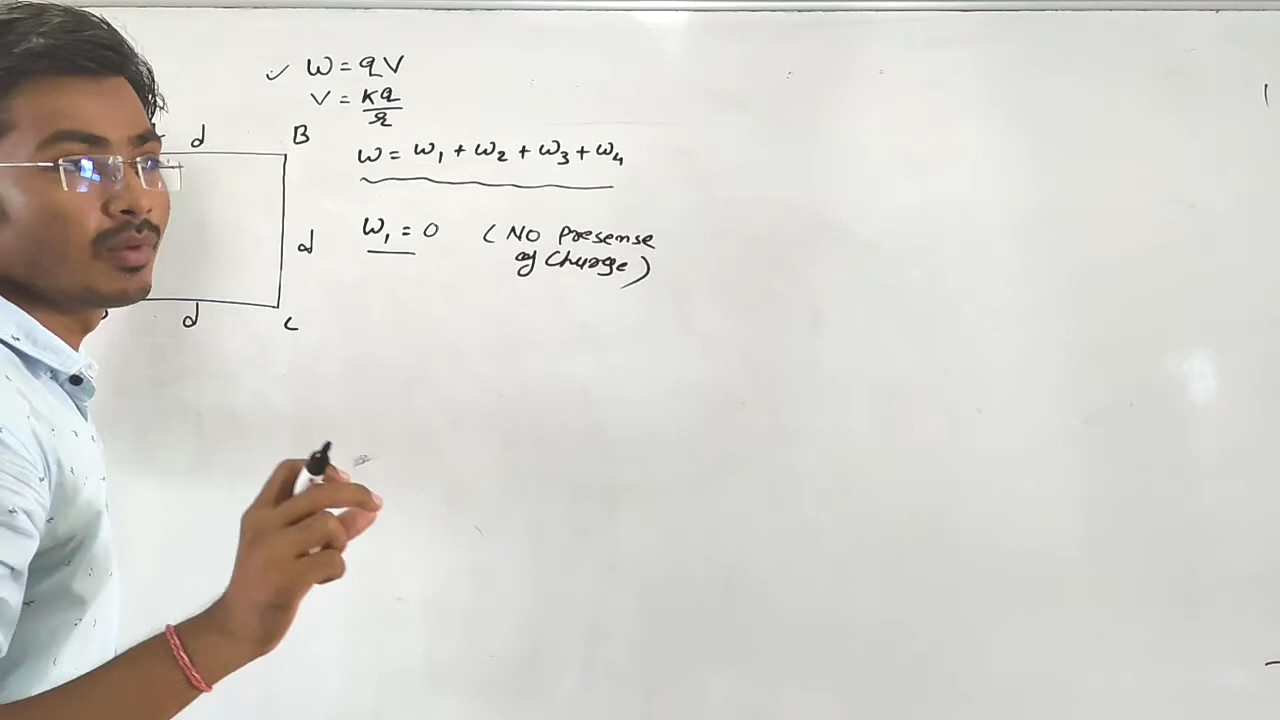 ✓ W = qV
V = Kq/r
d B
W = W₁ + W₂ + W₃ + W₄
W₁ = 0 (No Presense
d
of Charge)
d C